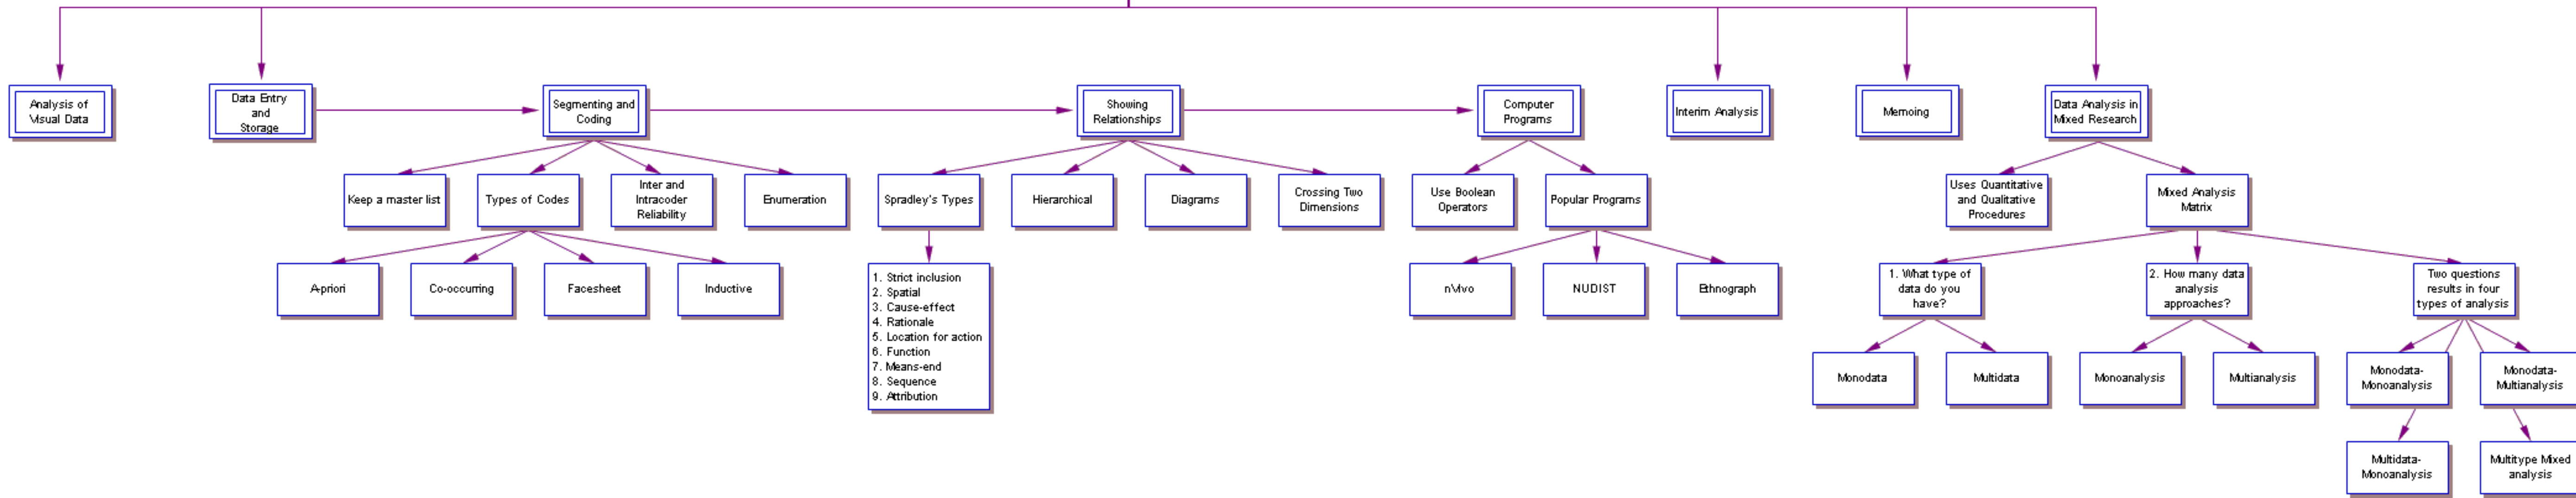 Analysis of
Visual Data
Data Entry
and
Storage
Segmenting and
Coding
Showing
Relationships
Computer
Programs
Interim Analysis
Memoing
Data Analysis in
Mixed Research
Keep a master list
Types of Codes
Inter and
Intracoder
Reliability
Enumeration
Spradley's Types
Hierarchical
Diagrams
Crossing Two
Dimensions
Use Boolean
Operators
Popular Programs
Uses Quantitative
and Qualitative
Procedures
Mixed Analysis
Matrix
A-priori
Co-occurring
Facesheet
Inductive
1. Strict inclusion
2. Spatial
3. Cause-effect
4. Rationale
5. Location for action
6. Function
7. Means-end
8. Sequence
9. Attribution
nVivo
NUDIST
Ethnograph
1. What type of
data do you
have?
2. How many data
analysis
approaches?
Two questions
results in four
types of analysis
Monodata
Multidata
Monoanalysis
Multianalysis
Monodata-
Monoanalysis
Monodata-
Multianalysis
Multidata-
Monoanalysis
Multitype Mixed
analysis